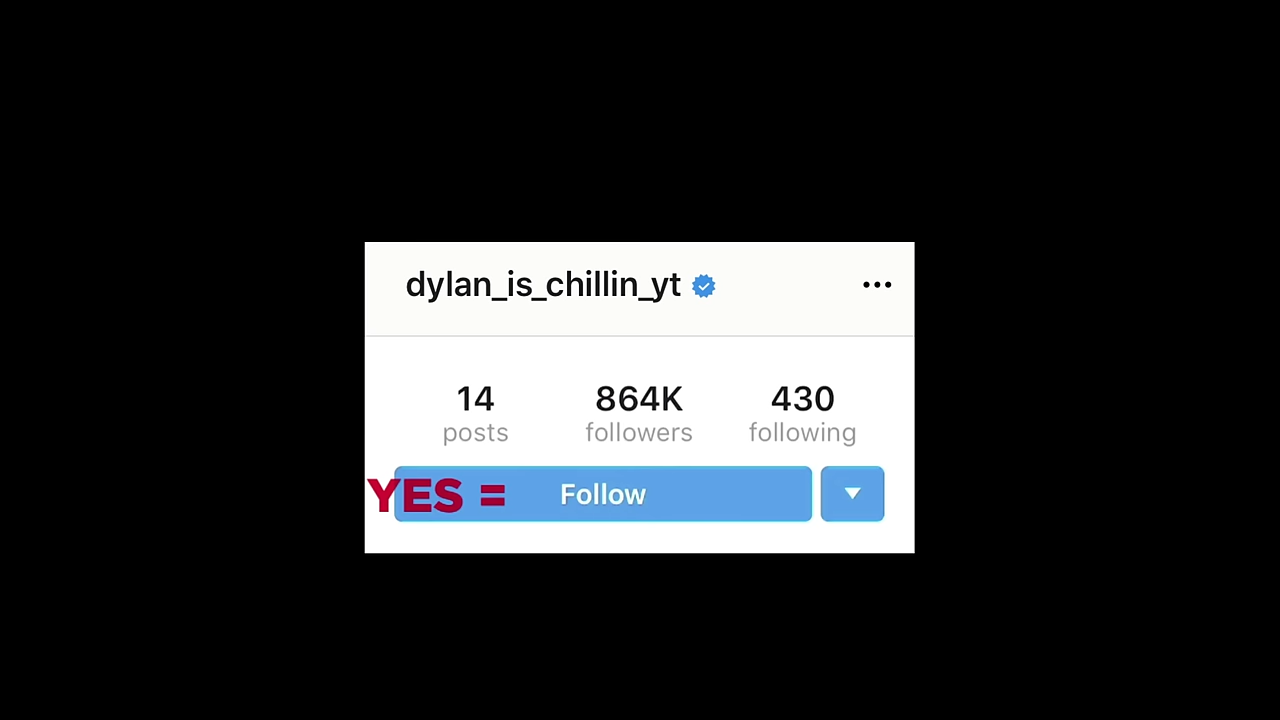 dylan_is_chillin_yt
14 864K 430
posts followers following
YES = Follow